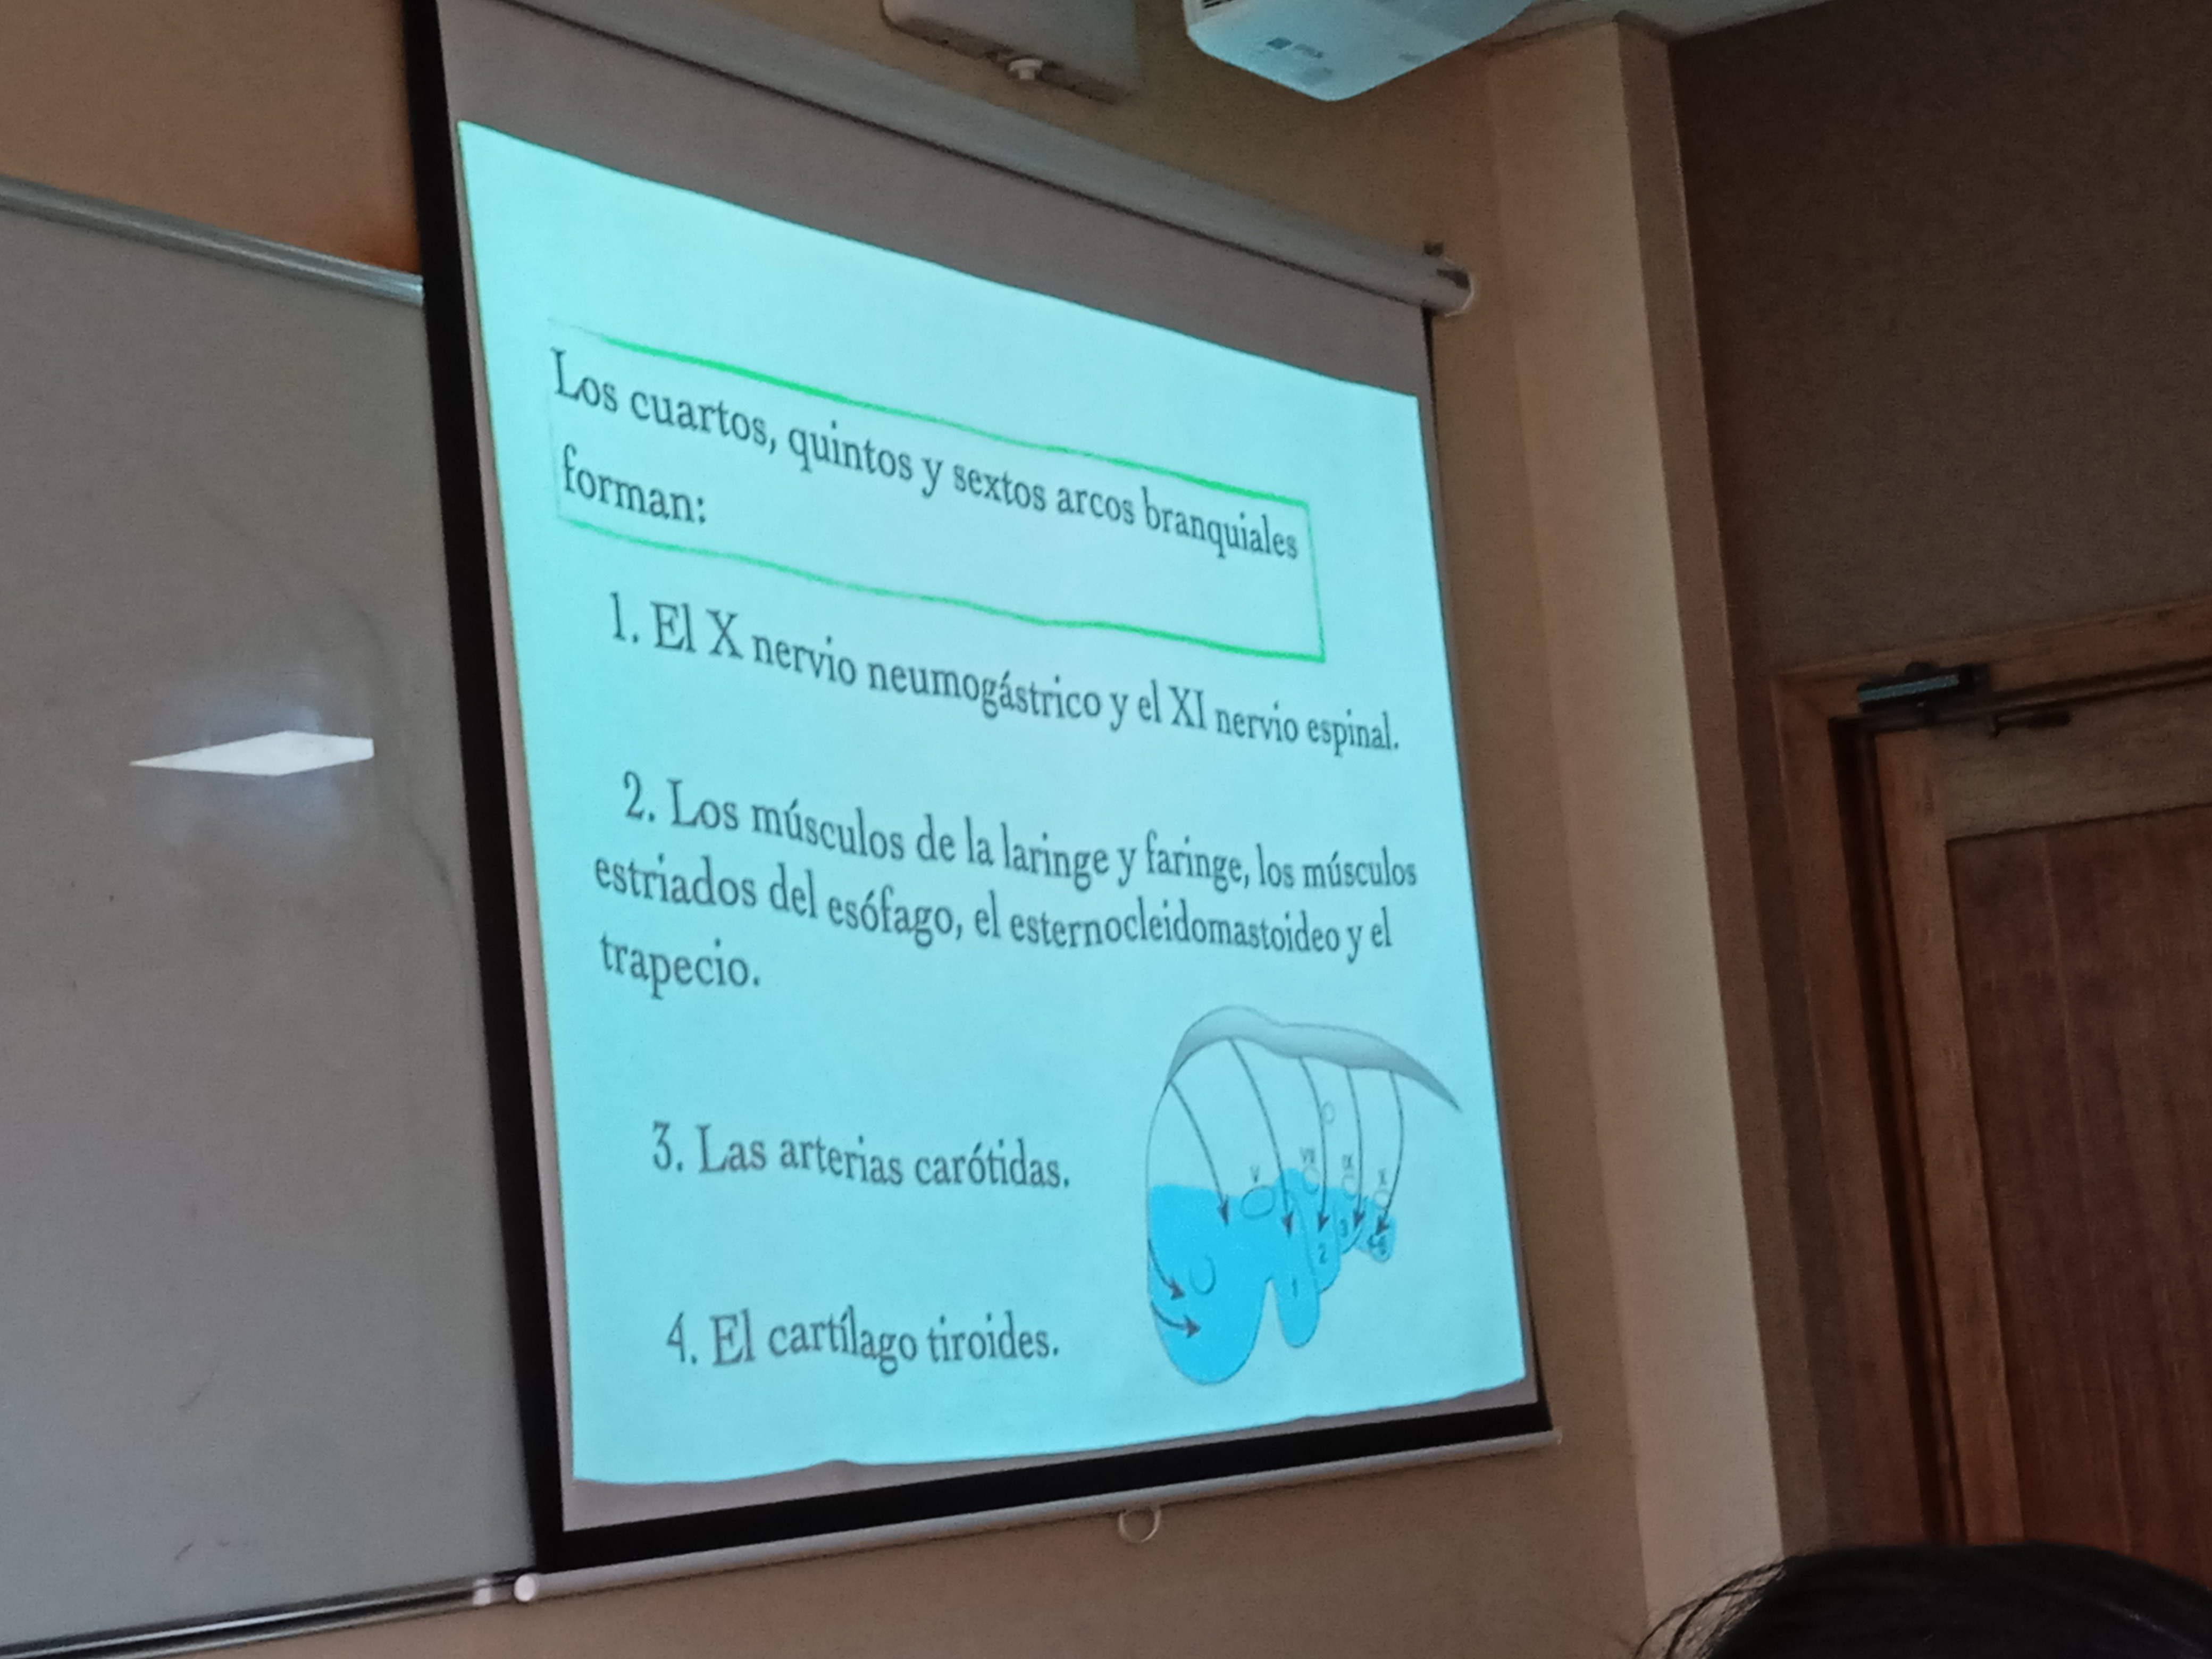 Los cuartos, quintos y sextos arcos branquiales
forman:
1. El X nervio neumogástrico y el XI nervio espinal.
2. Los músculos de la laringe y faringe, los músculos
estriados del esófago, el esternocleidomastoideo y el
trapecio.
3. Las arterias carótidas.
4. El cartílago tiroides.
V VII IX X
1 2 3